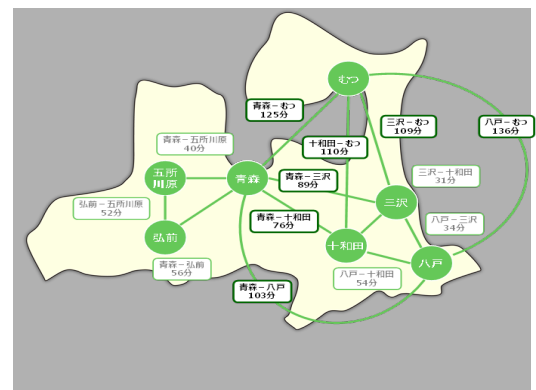 むつ
青森－むつ
125分
三沢－むつ
109分
八戸－むつ
136分
十和田－むつ
110分
青森－五所川原
40分
五所
川原
青森
青森－三沢
89分
三沢－十和田
31分
弘前－五所川原
52分
三沢
青森－十和田
76分
八戸－三沢
34分
弘前
十和田
八戸
青森－弘前
56分
八戸－十和田
54分
青森－八戸
103分